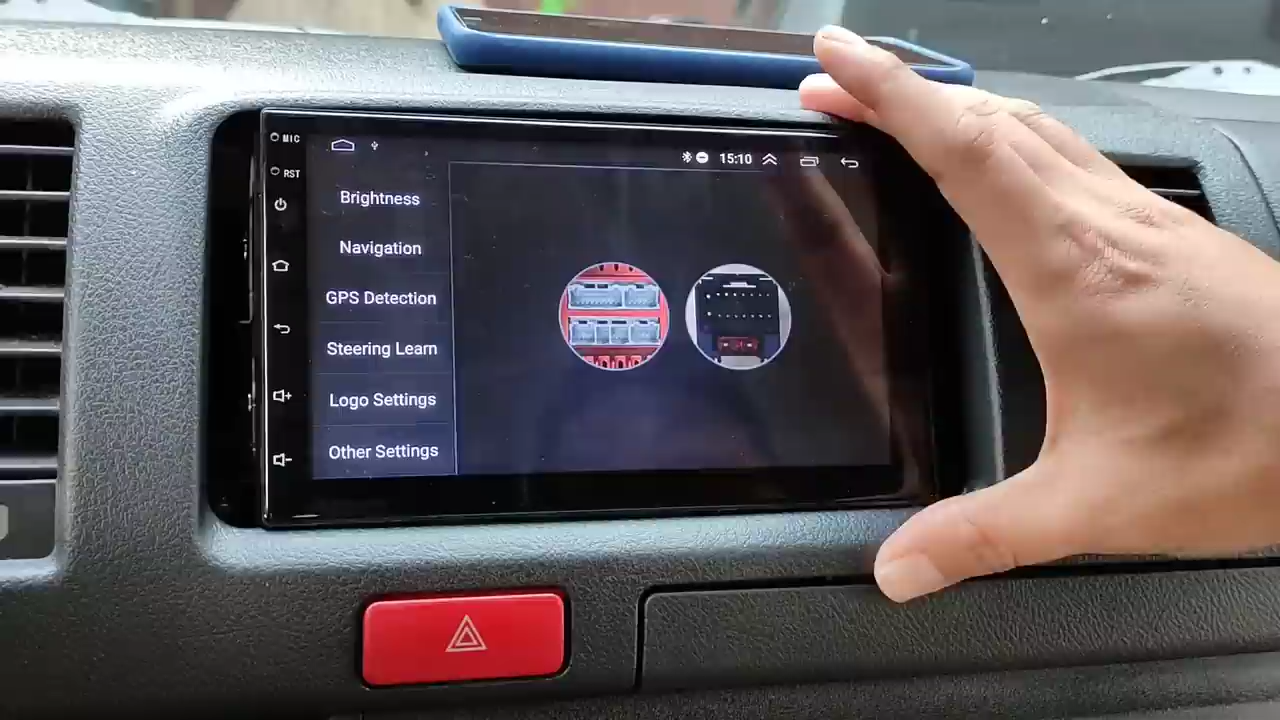 MIC
15:10
RST
Brightness
Navigation
GPS Detection
Steering Learn
Logo Settings
Other Settings